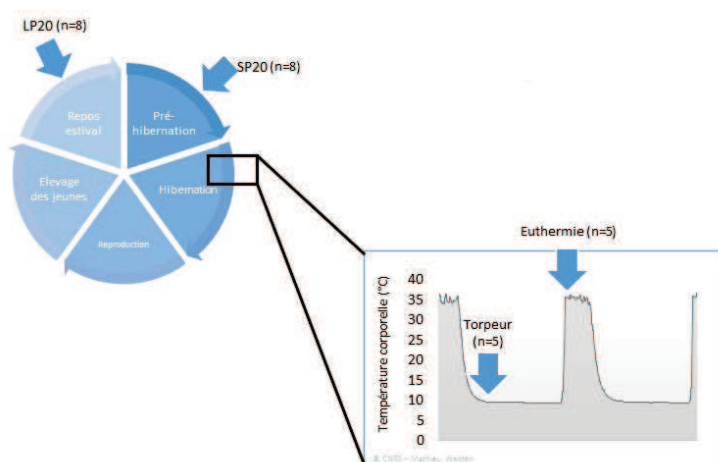 LP20 (n=8)
SP20 (n=8)
Repos
estival
Pré-
hibernation
Elevage
des jeunes
Hibernation
Reproduction
Euthermie (n=5)
Température corporelle (°C)
40
35
30
25
20
15
10
5
0
Torpeur
(n=5)
© CNRS –